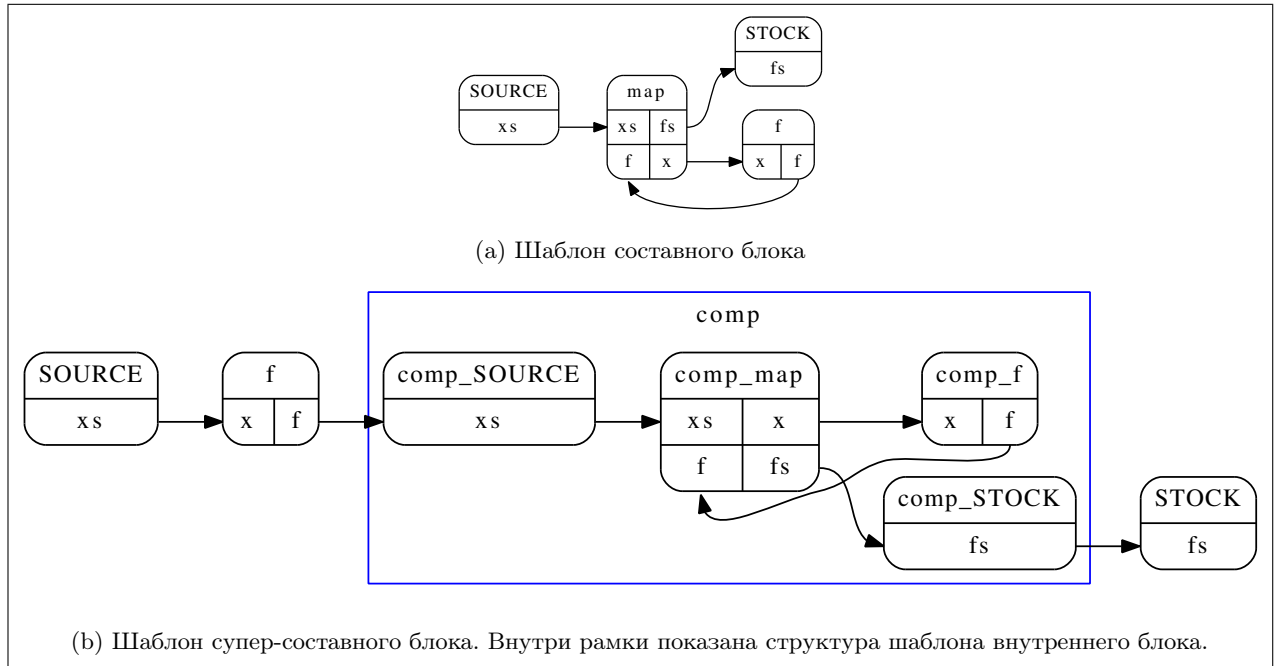 STOCK
fs
SOURCE
xs
map
xs fs
f x
f
x f
(a) Шаблон составного блока
comp
SOURCE
xs
f
x f
comp_SOURCE
xs
comp_map
xs x
f fs
comp_f
x f
comp_STOCK
fs
STOCK
fs
(b) Шаблон супер-составного блока. Внутри рамки показана структура шаблона внутреннего блока.